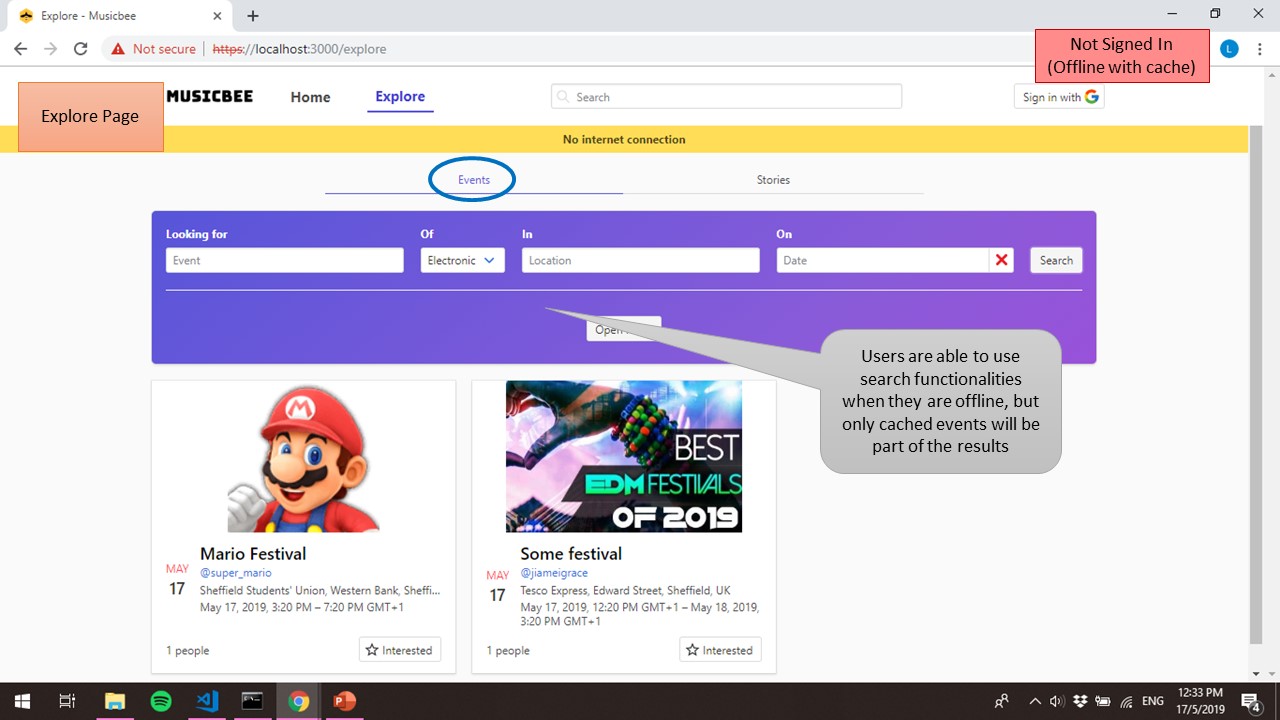 Explore - Musicbee
Not secure https://localhost:3000/explore
L
Not Signed In
(Offline with cache)
Explore Page
MUSICBEE
Home
Explore
Search
Sign in with G
No internet connection
Events
Stories
Looking for
Of
In
On
Event
Electronic
Location
Date
Search
Open
Users are able to use
search functionalities
when they are offline, but
only cached events will be
part of the results
BEST
EDM FESTIVALS
OF 2019
M
MAY
17
Mario Festival
@super_mario
Sheffield Students' Union, Western Bank, Sheffi...
May 17, 2019, 3:20 PM – 7:20 PM GMT+1
1 people
Interested
MAY
17
Some festival
@jiameigrace
Tesco Express, Edward Street, Sheffield, UK
May 17, 2019, 12:20 PM GMT+1 – May 18, 2019,
3:20 PM GMT+1
1 people
Interested
ENG
12:33 PM
17/5/2019
4